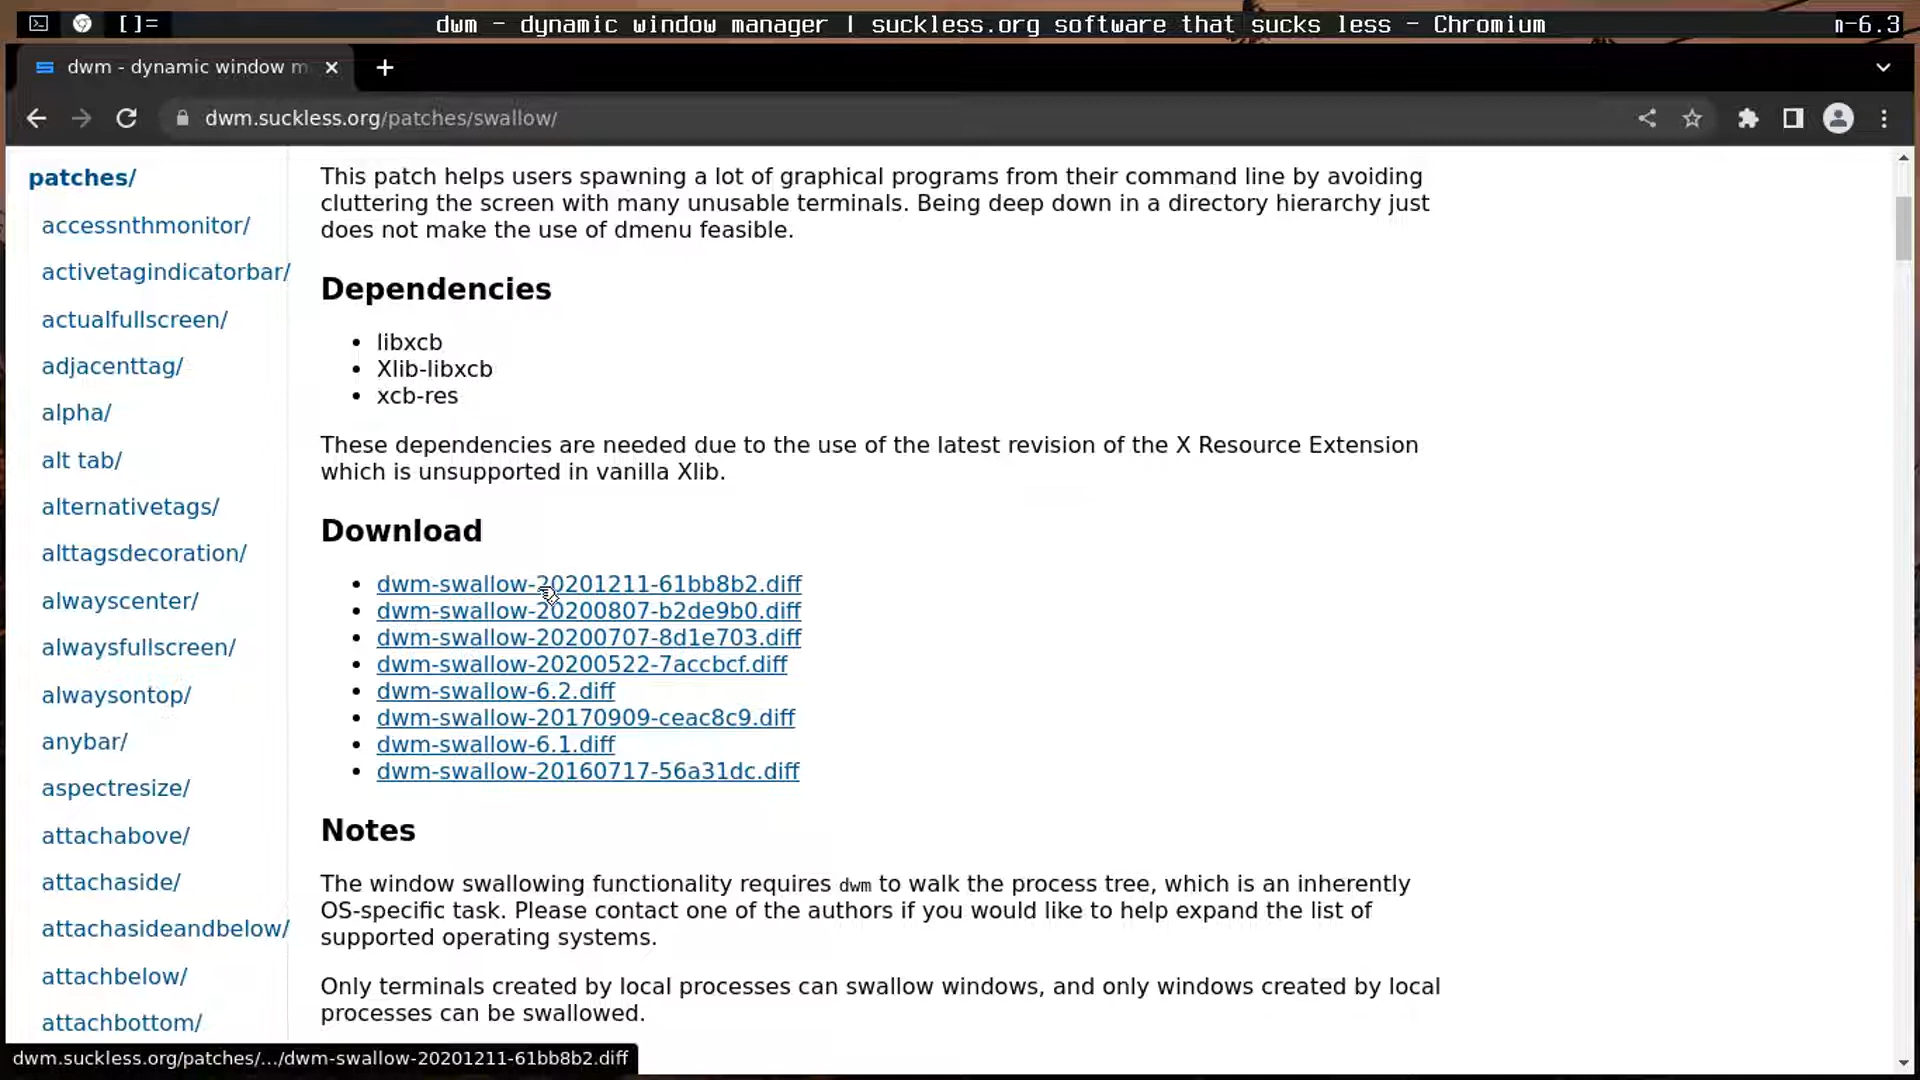 []=
dwm - dynamic window manager | suckless.org software that sucks less - Chromium
n-6.3
dwm - dynamic window m
dwm.suckless.org/patches/swallow/
patches/
accessnthmonitor/
activetagindicatorbar/
actualfullscreen/
adjacenttag/
alpha/
alt tab/
alternativetags/
alttagsdecoration/
alwayscenter/
alwaysfullscreen/
alwaysontop/
anybar/
aspectresize/
attachabove/
attachaside/
attachasideandbelow/
attachbelow/
attachbottom/
This patch helps users spawning a lot of graphical programs from their command line by avoiding
cluttering the screen with many unusable terminals. Being deep down in a directory hierarchy just
does not make the use of dmenu feasible.
Dependencies
• libxcb
• Xlib-libxcb
• xcb-res
These dependencies are needed due to the use of the latest revision of the X Resource Extension
which is unsupported in vanilla Xlib.
Download
• dwm-swallow-20201211-61bb8b2.diff
• dwm-swallow-20200807-b2de9b0.diff
• dwm-swallow-20200707-8d1e703.diff
• dwm-swallow-20200522-7accbcf.diff
• dwm-swallow-6.2.diff
• dwm-swallow-20170909-ceac8c9.diff
• dwm-swallow-6.1.diff
• dwm-swallow-20160717-56a31dc.diff
Notes
The window swallowing functionality requires dwm to walk the process tree, which is an inherently
OS-specific task. Please contact one of the authors if you would like to help expand the list of
supported operating systems.
Only terminals created by local processes can swallow windows, and only windows created by local
processes can be swallowed.
dwm.suckless.org/patches/.../dwm-swallow-20201211-61bb8b2.diff